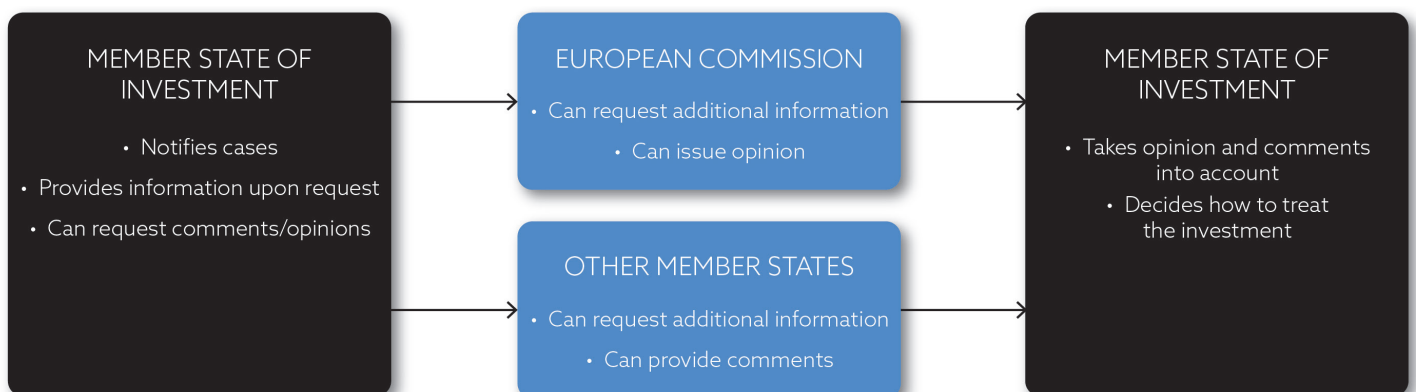 MEMBER STATE OF
INVESTMENT
• Notifies cases
• Provides information upon request
• Can request comments/opinions
EUROPEAN COMMISSION
• Can request additional information
• Can issue opinion
OTHER MEMBER STATES
• Can request additional information
• Can provide comments
MEMBER STATE OF
INVESTMENT
• Takes opinion and comments
into account
• Decides how to treat
the investment